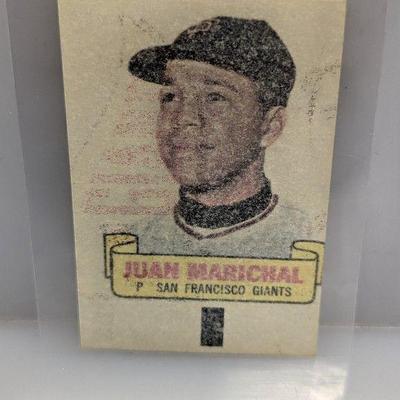 JUAN MARICHAL
P SAN FRANCISCO GIANTS